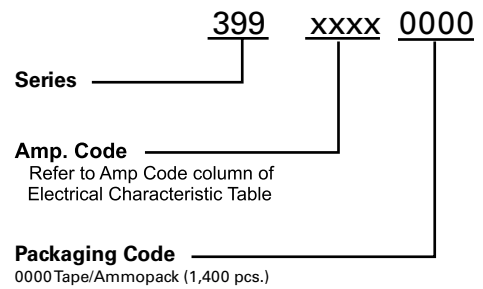 399 xxxx 0000
Series
Amp. Code
Refer to Amp Code column of
Electrical Characteristic Table
Packaging Code
0000 Tape/Ammopack (1,400 pcs.)